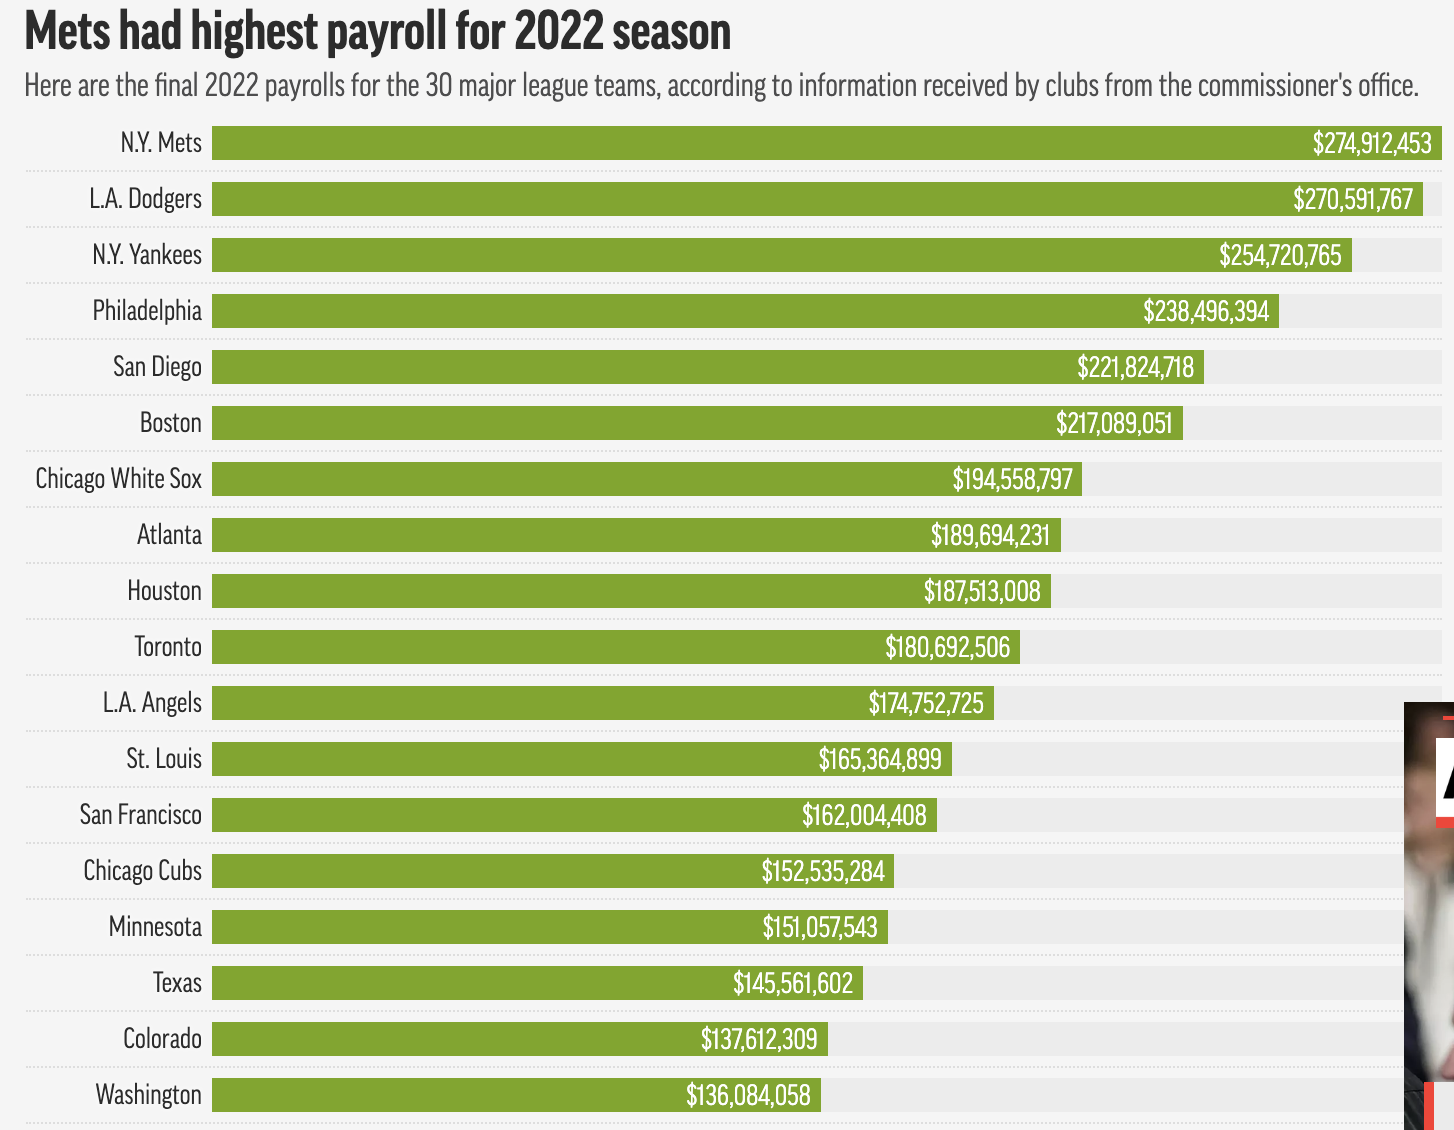 Mets had highest payroll for 2022 season
Here are the final 2022 payrolls for the 30 major league teams, according to information received by clubs from the commissioner's office.
N.Y. Mets $274,912,453
L.A. Dodgers $270,591,767
N.Y. Yankees $254,720,765
Philadelphia $238,496,394
San Diego $221,824,718
Boston $217,089,051
Chicago White Sox $194,558,797
Atlanta $189,694,231
Houston $187,513,008
Toronto $180,692,506
L.A. Angels $174,752,725
St. Louis $165,364,899
San Francisco $162,004,408
Chicago Cubs $152,535,284
Minnesota $151,057,543
Texas $145,561,602
Colorado $137,612,309
Washington $136,084,058